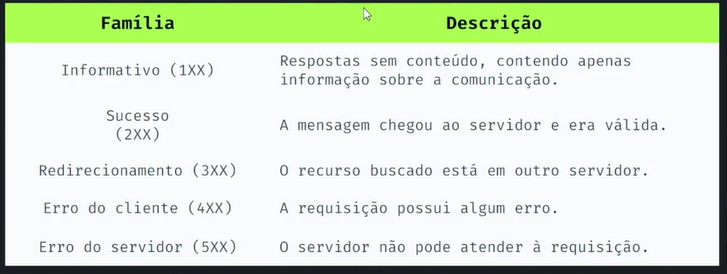 Família
Descrição
Informativo (1XX)
Respostas sem conteúdo, contendo apenas
informação sobre a comunicação.
Sucesso
(2XX)
A mensagem chegou ao servidor e era válida.
Redirecionamento (3XX)
O recurso buscado está em outro servidor.
Erro do cliente (4XX)
A requisição possui algum erro.
Erro do servidor (5XX)
O servidor não pode atender à requisição.